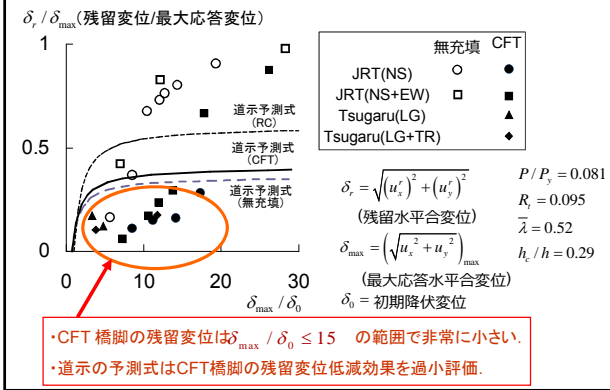 δr / δmax(残留変位/最大応答変位)
1
0.5
0
0 10 20 30
δmax / δ0
道示予測式
(RC)
道示予測式
(CFT)
道示予測式
(無充填)
無充填 CFT
JRT(NS)
JRT(NS+EW)
Tsugaru(LG)
Tsugaru(LG+TR)
δr = √((u_x^r)² + (u_y^r)²)
(残留水平合変位)
δmax = (√(u_x² + u_y²))max
(最大応答水平合変位)
δ0 = 初期降伏変位
P / Py = 0.081
Rt = 0.095
λ̄ = 0.52
hc / h = 0.29
・CFT 橋脚の残留変位はδmax / δ0 ≤ 15 の範囲で非常に小さい.
・道示の予測式はCFT橋脚の残留変位低減効果を過小評価.